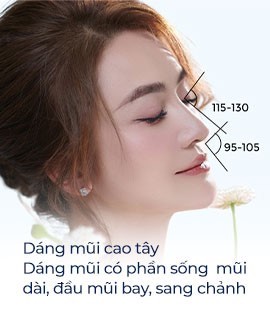 115-130
95-105
Dáng mũi cao tây
Dáng mũi có phần sống mũi
dài, đầu mũi bay, sang chảnh